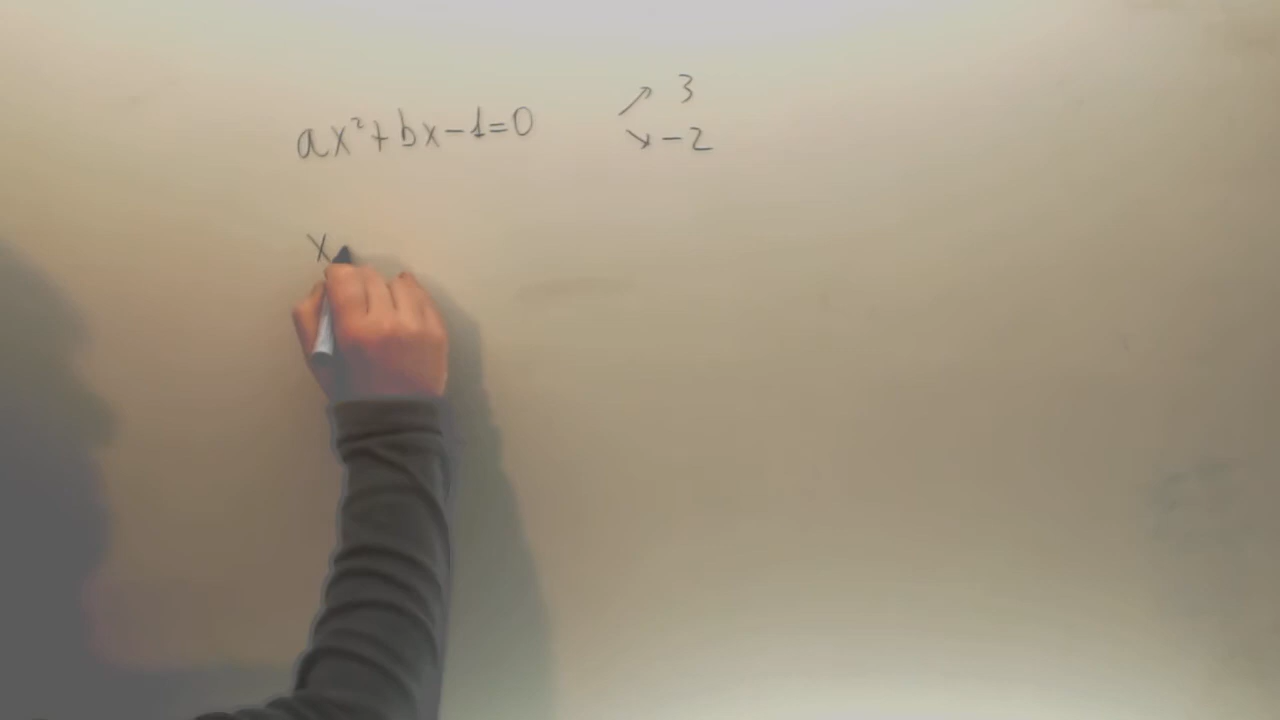 ax²+bx-1=0
↗ 3
↘ -2
x